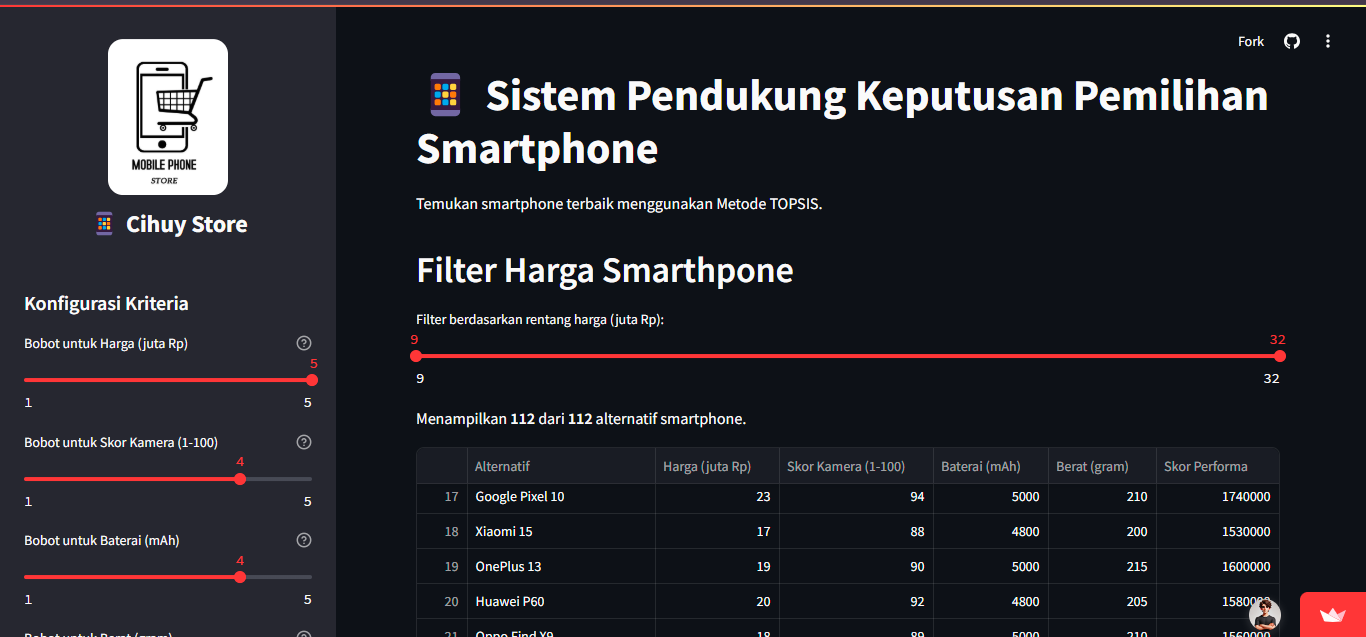 Fork
MOBILE PHONE
STORE
Cihuy Store
Konfigurasi Kriteria
Bobot untuk Harga (juta Rp)
5
1 5
Bobot untuk Skor Kamera (1-100)
4
1 5
Bobot untuk Baterai (mAh)
4
1 5
Bobot untuk Berat (gram)
Sistem Pendukung Keputusan Pemilihan
Smartphone
Temukan smartphone terbaik menggunakan Metode TOPSIS.
Filter Harga Smarthpone
Filter berdasarkan rentang harga (juta Rp):
9 32
9 32
Menampilkan 112 dari 112 alternatif smartphone.
Alternatif Harga (juta Rp) Skor Kamera (1-100) Baterai (mAh) Berat (gram) Skor Performa
17 Google Pixel 10 23 94 5000 210 1740000
18 Xiaomi 15 17 88 4800 200 1530000
19 OnePlus 13 19 90 5000 215 1600000
20 Huawei P60 20 92 4800 205
21 Oppo Find X9 18 89 5000 210 1560000